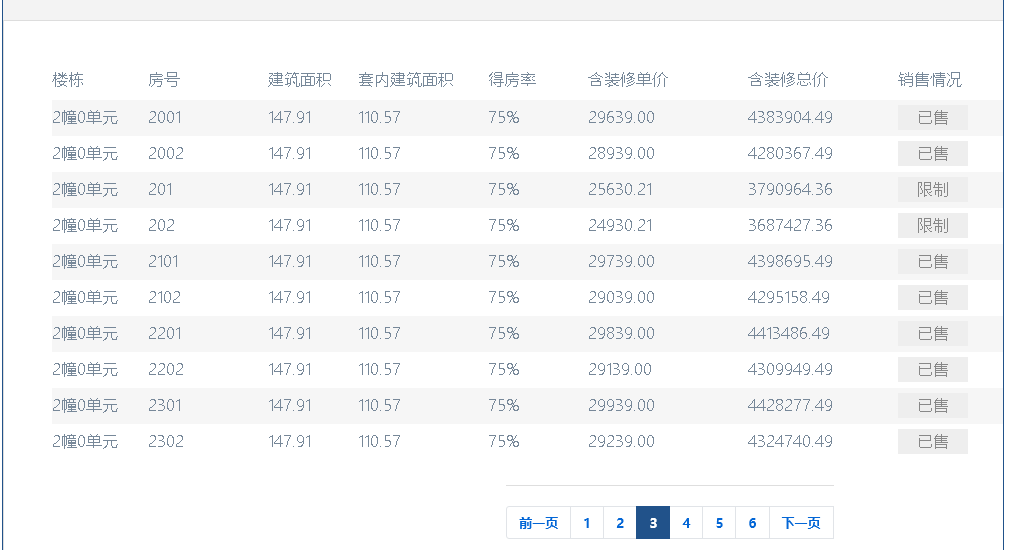 楼栋 房号 建筑面积 套内建筑面积 得房率 含装修单价 含装修总价 销售情况
2幢0单元 2001 147.91 110.57 75% 29639.00 4383904.49 已售
2幢0单元 2002 147.91 110.57 75% 28939.00 4280367.49 已售
2幢0单元 201 147.91 110.57 75% 25630.21 3790964.36 限制
2幢0单元 202 147.91 110.57 75% 24930.21 3687427.36 限制
2幢0单元 2101 147.91 110.57 75% 29739.00 4398695.49 已售
2幢0单元 2102 147.91 110.57 75% 29039.00 4295158.49 已售
2幢0单元 2201 147.91 110.57 75% 29839.00 4413486.49 已售
2幢0单元 2202 147.91 110.57 75% 29139.00 4309949.49 已售
2幢0单元 2301 147.91 110.57 75% 29939.00 4428277.49 已售
2幢0单元 2302 147.91 110.57 75% 29239.00 4324740.49 已售
前一页 1 2 3 4 5 6 下一页